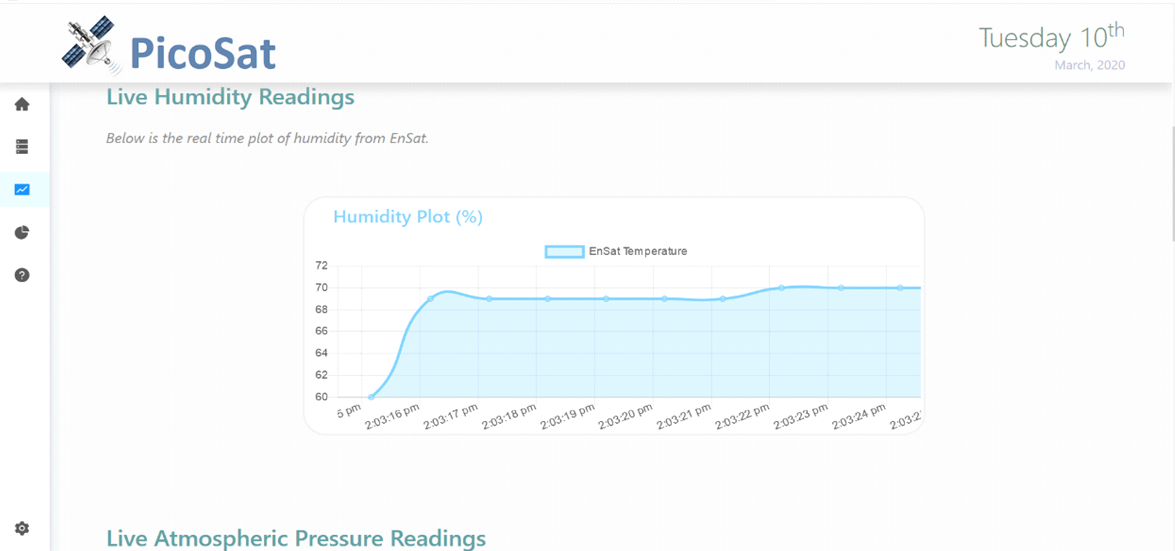 PicoSat
Tuesday 10th
March, 2020
Live Humidity Readings
Below is the real time plot of humidity from EnSat.
Humidity Plot (%)
EnSat Temperature
72
70
68
66
64
62
60
5 pm
2:03:16 pm
2:03:17 pm
2:03:18 pm
2:03:19 pm
2:03:20 pm
2:03:21 pm
2:03:22 pm
2:03:23 pm
2:03:24 pm
2:03:2
Live Atmospheric Pressure Readings